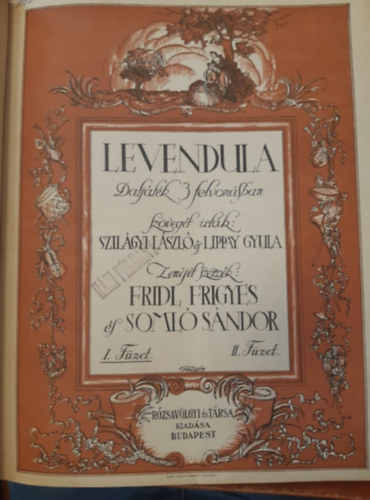 LEVENDULA
Daljáték 3 felvonásban
Szövegét írták:
SZILÁGYI LÁSZLÓ és LIPPAY GYULA
Zenéjét szerzék:
FRIDL FRIGYES
és SOMLÓ SÁNDOR
I. Füzet.
II. Füzet.
RÓZSAVÖLGYI és TÁRSA
KIADÁSA
BUDAPEST